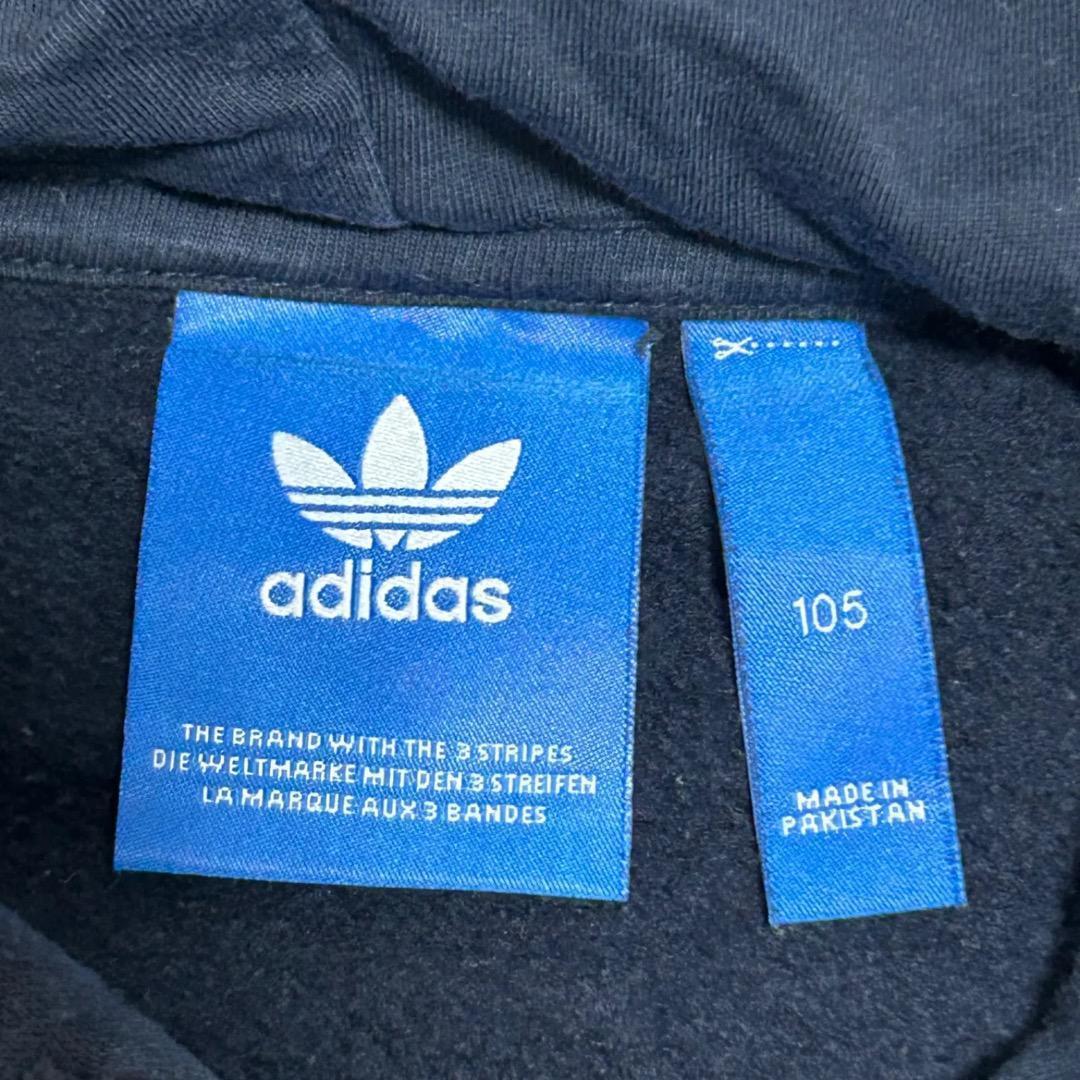 adidas
THE BRAND WITH THE 3 STRIPES
DIE WELTMARKE MIT DEN 3 STREIFEN
LA MARQUE AUX 3 BANDES
105
MADE IN
PAKISTAN